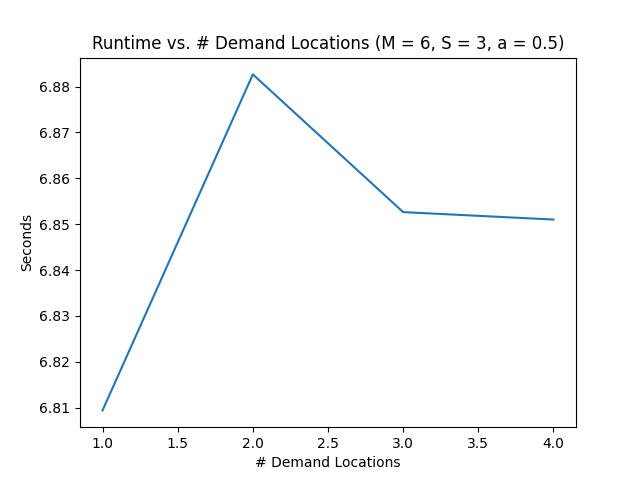 Runtime vs. # Demand Locations (M = 6, S = 3, a = 0.5)
Seconds
6.88
6.87
6.86
6.85
6.84
6.83
6.82
6.81
1.0 1.5 2.0 2.5 3.0 3.5 4.0
# Demand Locations